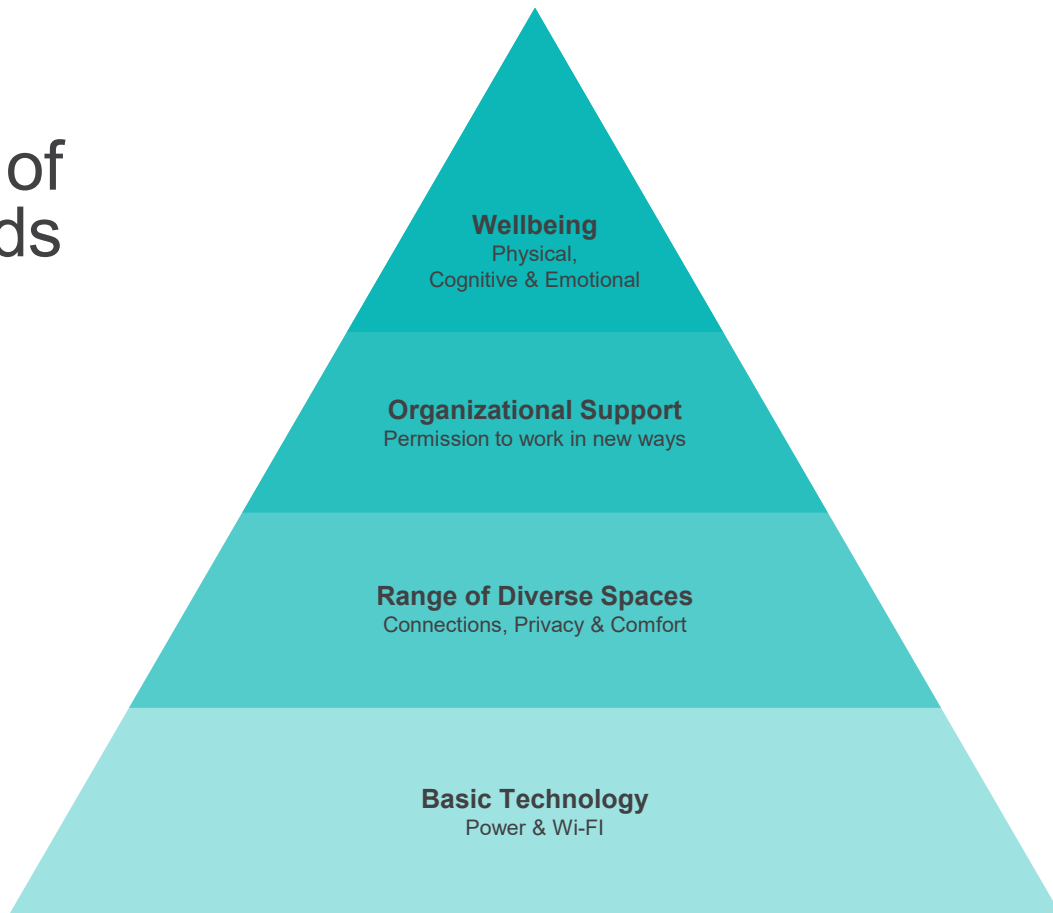 of
ds
Wellbeing
Physical,
Cognitive & Emotional
Organizational Support
Permission to work in new ways
Range of Diverse Spaces
Connections, Privacy & Comfort
Basic Technology
Power & Wi-FI